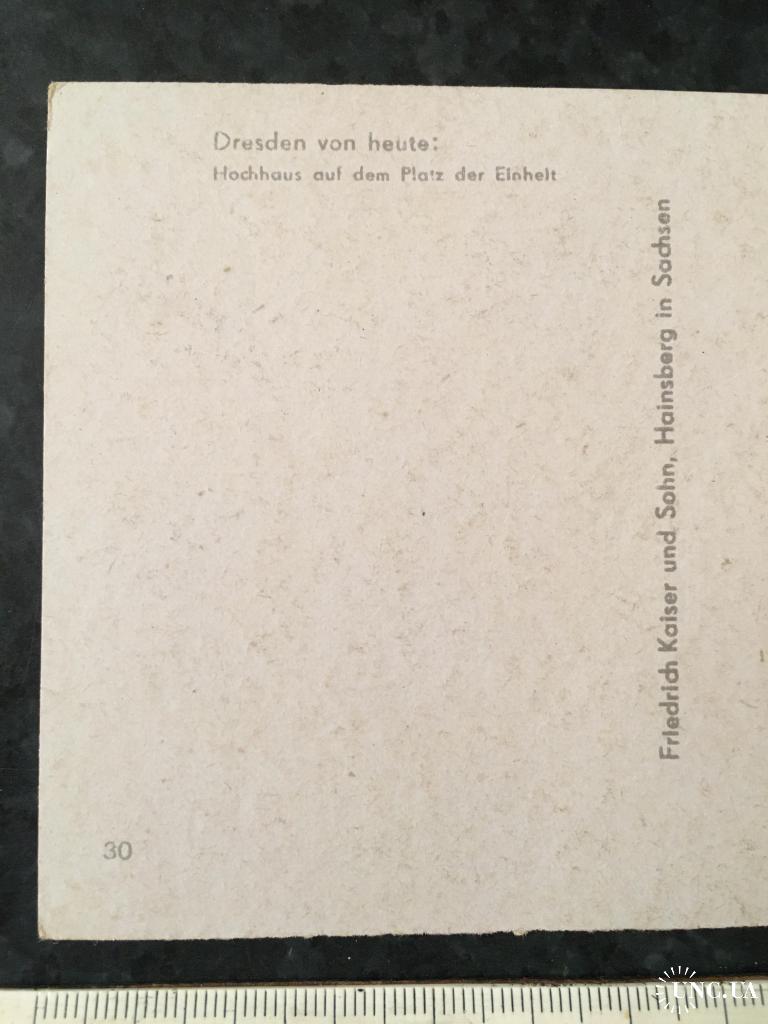 Dresden von heute:
Hochhaus auf dem Platz der Einheit
Friedrich Kaiser und Sohn, Hainsberg in Sachsen
30
UNC.UA